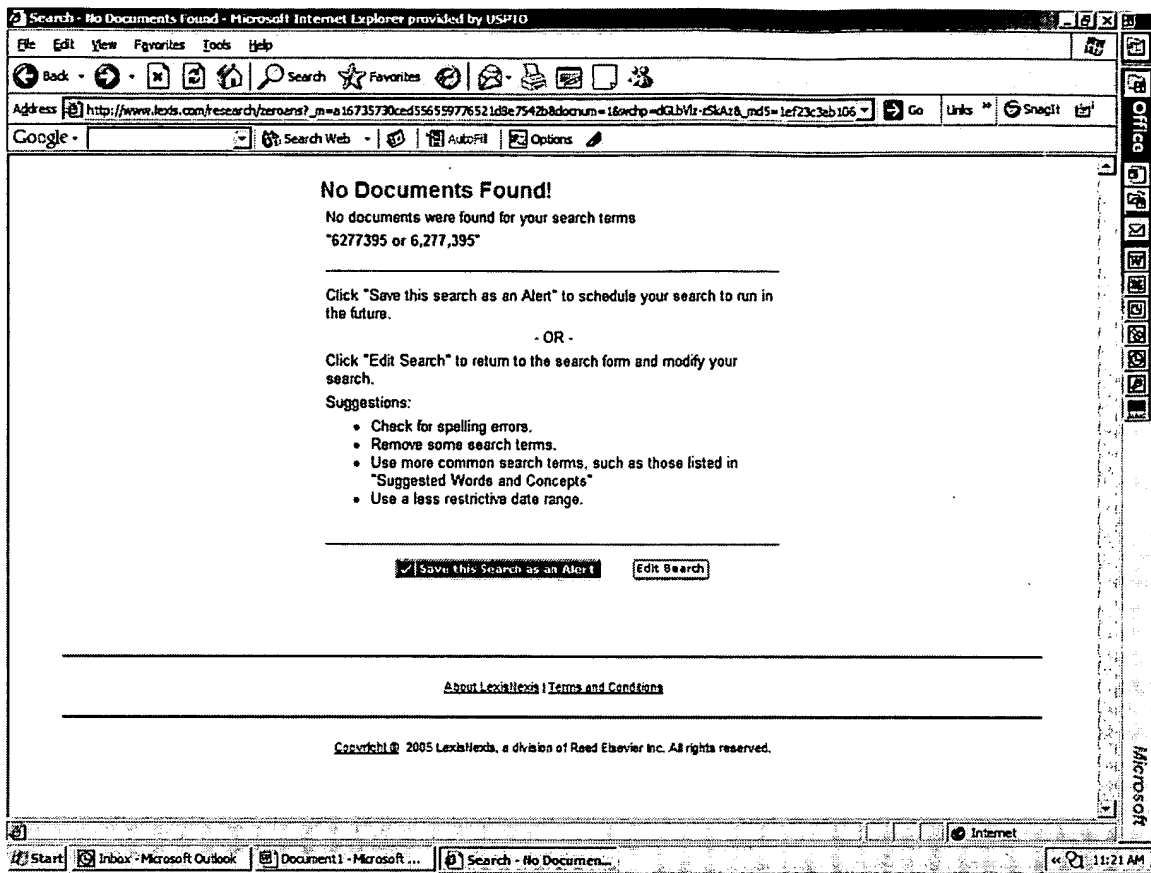 Search - No Documents Found - Microsoft Internet Explorer provided by USPTO
File Edit View Favorites Tools Help
Back Search Favorites
Address http://www.lexis.com/research/zeroans? Go Links » SnagIt
Google - Search Web AutoFill Options
Office
No Documents Found!
No documents were found for your search terms
"6277395 or 6,277,395"
Click "Save this search as an Alert" to schedule your search to run in
the future.
- OR -
Click "Edit Search" to return to the search form and modify your
search.
Suggestions:
• Check for spelling errors.
• Remove some search terms.
• Use more common search terms, such as those listed in
"Suggested Words and Concepts"
• Use a less restrictive date range.
Save this Search as an Alert Edit Search
About LexisNexis | Terms and Conditions
Copyright © 2005 LexisNexis, a division of Reed Elsevier Inc. All rights reserved.
Microsoft
Internet
Start Inbox - Microsoft Outlook Document1 - Microsoft ... Search - No Documen... « 11:21 AM